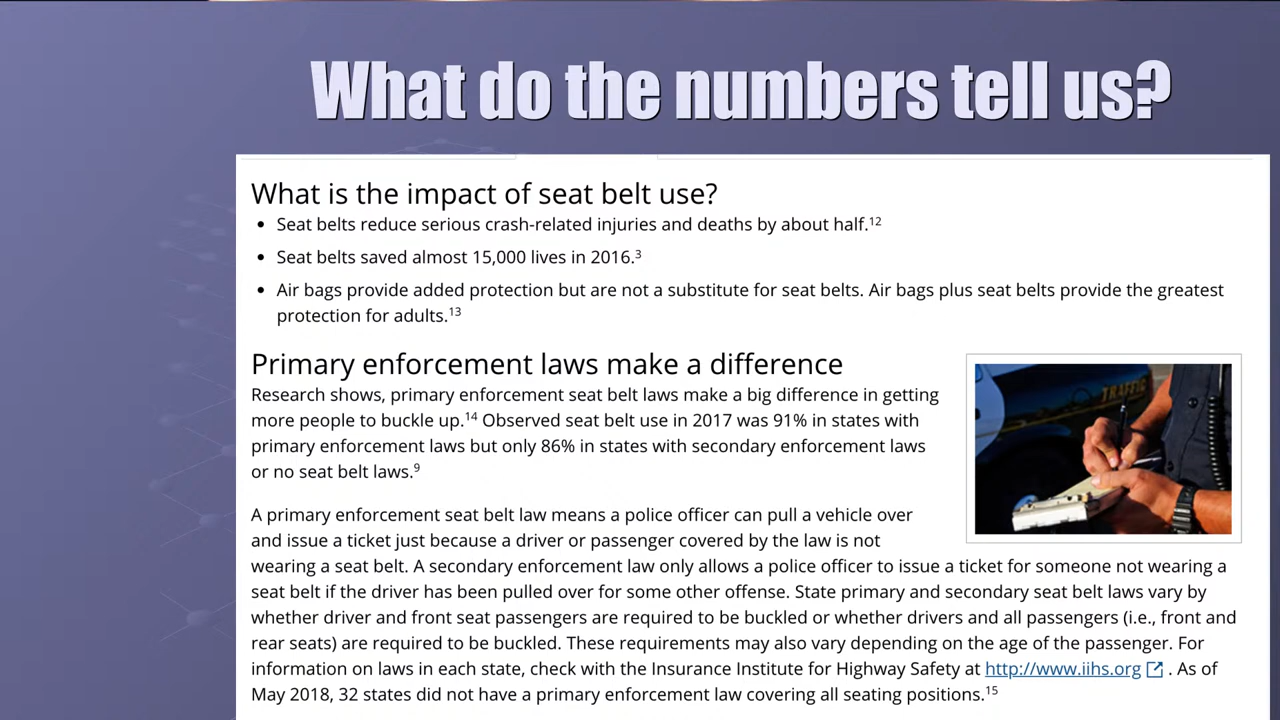 What do the numbers tell us?
What is the impact of seat belt use?
• Seat belts reduce serious crash-related injuries and deaths by about half.12
• Seat belts saved almost 15,000 lives in 2016.3
• Air bags provide added protection but are not a substitute for seat belts. Air bags plus seat belts provide the greatest
protection for adults.13
Primary enforcement laws make a difference
Research shows, primary enforcement seat belt laws make a big difference in getting
more people to buckle up.14 Observed seat belt use in 2017 was 91% in states with
primary enforcement laws but only 86% in states with secondary enforcement laws
or no seat belt laws.9
TRAFFIC
A primary enforcement seat belt law means a police officer can pull a vehicle over
and issue a ticket just because a driver or passenger covered by the law is not
wearing a seat belt. A secondary enforcement law only allows a police officer to issue a ticket for someone not wearing a
seat belt if the driver has been pulled over for some other offense. State primary and secondary seat belt laws vary by
whether driver and front seat passengers are required to be buckled or whether drivers and all passengers (i.e., front and
rear seats) are required to be buckled. These requirements may also vary depending on the age of the passenger. For
information on laws in each state, check with the Insurance Institute for Highway Safety at http://www.iihs.org . As of
May 2018, 32 states did not have a primary enforcement law covering all seating positions.15